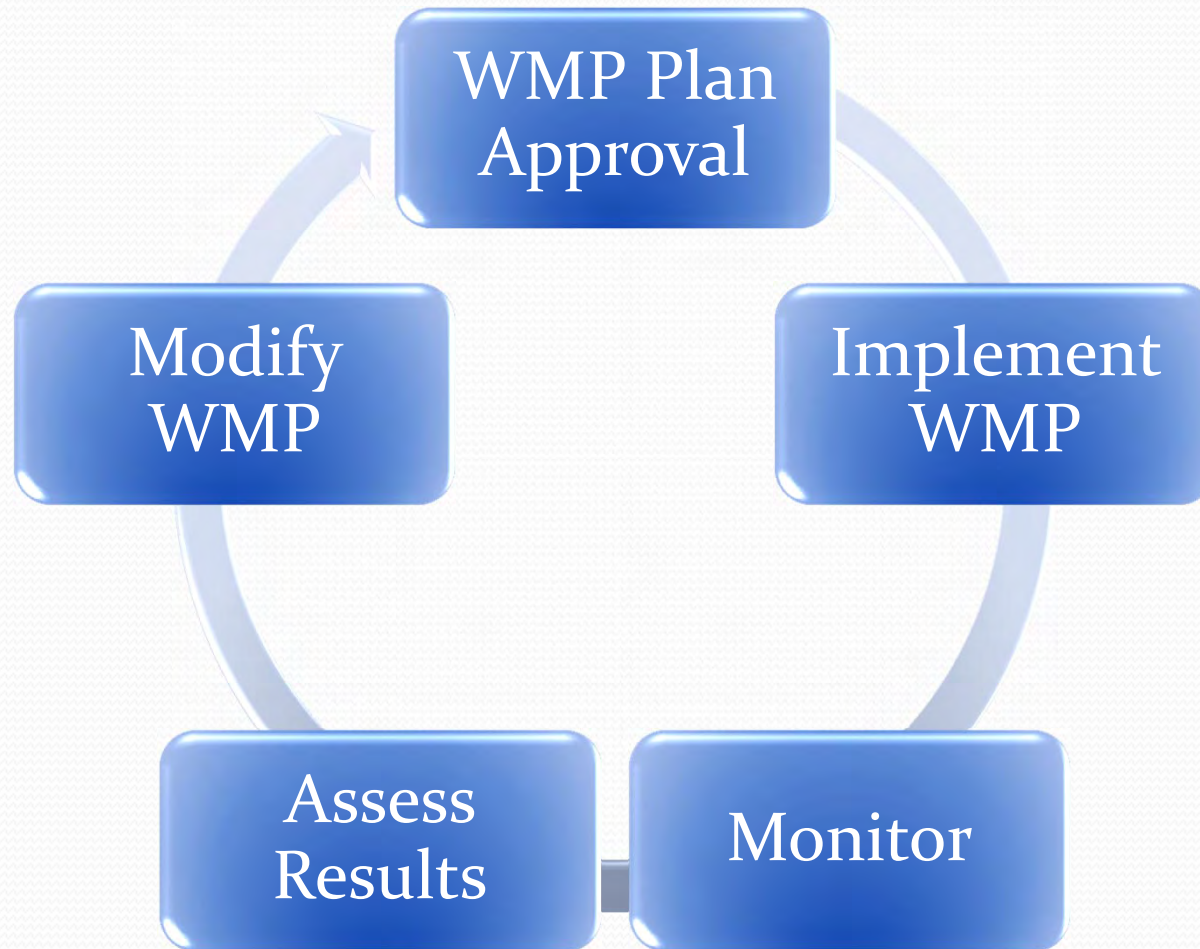 WMP Plan
Approval
Implement
WMP
Monitor
Assess
Results
Modify
WMP